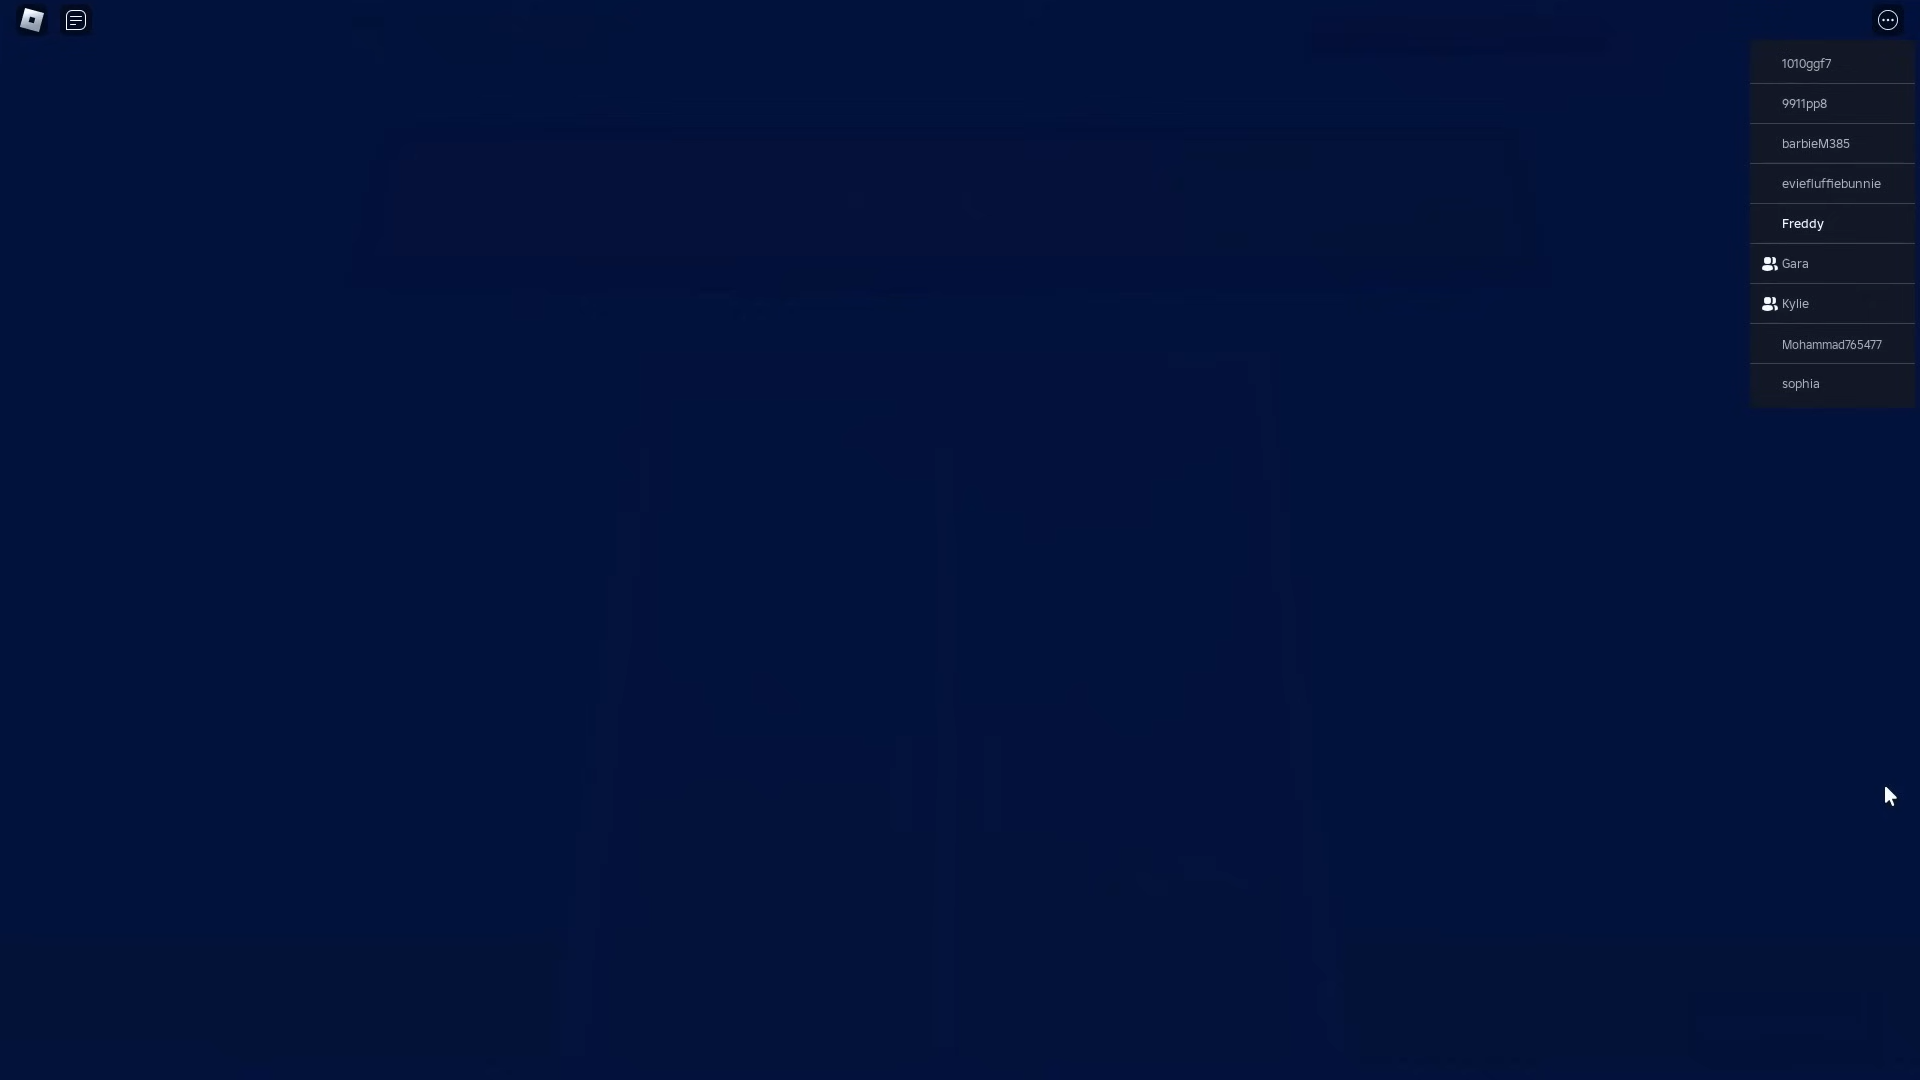 1010ggf7
9911pp8
barbieM385
eviefluffiebunnie
Freddy
Gara
Kylie
Mohammad765477
sophia